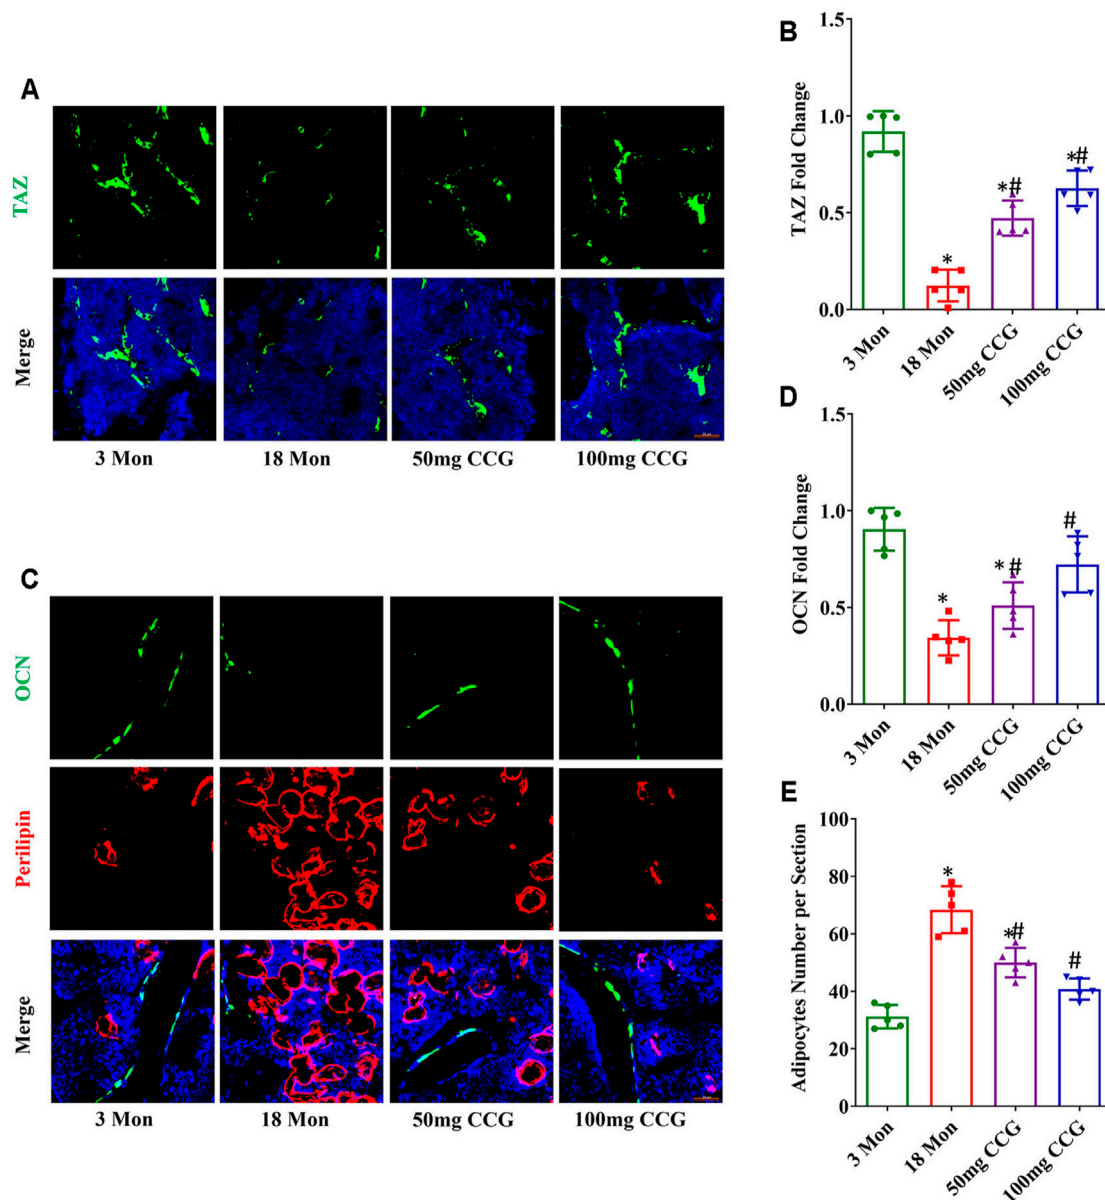 A
TAZ
Merge
3 Mon 18 Mon 50mg CCG 100mg CCG
B
TAZ Fold Change
1.5
1.0
0.5
0.0
*
*#
*#
3 Mon 18 Mon 50mg CCG 100mg CCG
C
OCN
Perilipin
Merge
3 Mon 18 Mon 50mg CCG 100mg CCG
D
OCN Fold Change
1.5
1.0
0.5
0.0
*
*#
#
3 Mon 18 Mon 50mg CCG 100mg CCG
E
Adipocytes Number per Section
100
80
60
40
20
0
*
*#
#
3 Mon 18 Mon 50mg CCG 100mg CCG